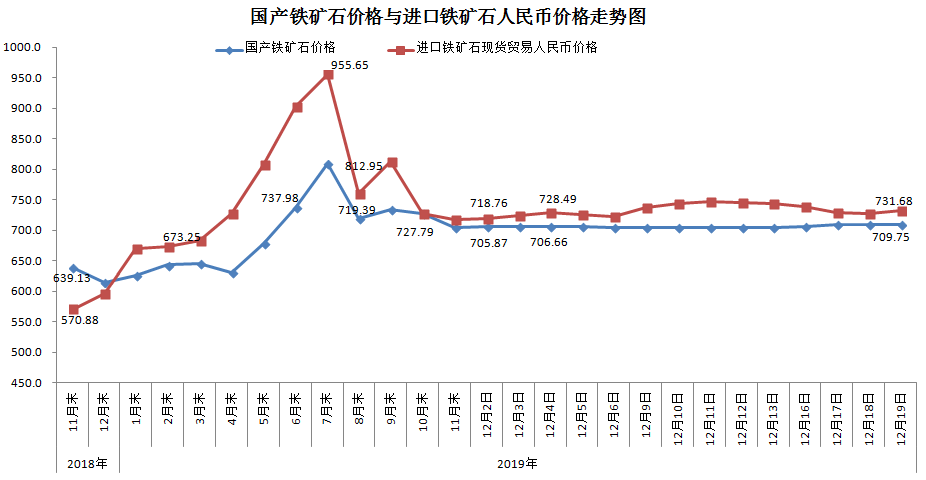 国产铁矿石价格与进口铁矿石人民币价格走势图
国产铁矿石价格
进口铁矿石现货贸易人民币价格
1000.0
950.0
900.0
850.0
800.0
750.0
700.0
650.0
600.0
550.0
500.0
450.0
639.13
570.88
673.25
737.98
955.65
812.95
719.39
727.79
718.76
705.87
728.49
706.66
731.68
709.75
11月末
12月末
1月末
2月末
3月末
4月末
5月末
6月末
7月末
8月末
9月末
10月末
11月末
12月2日
12月3日
12月4日
12月5日
12月6日
12月9日
12月10日
12月11日
12月12日
12月13日
12月16日
12月17日
12月18日
12月19日
2018年
2019年